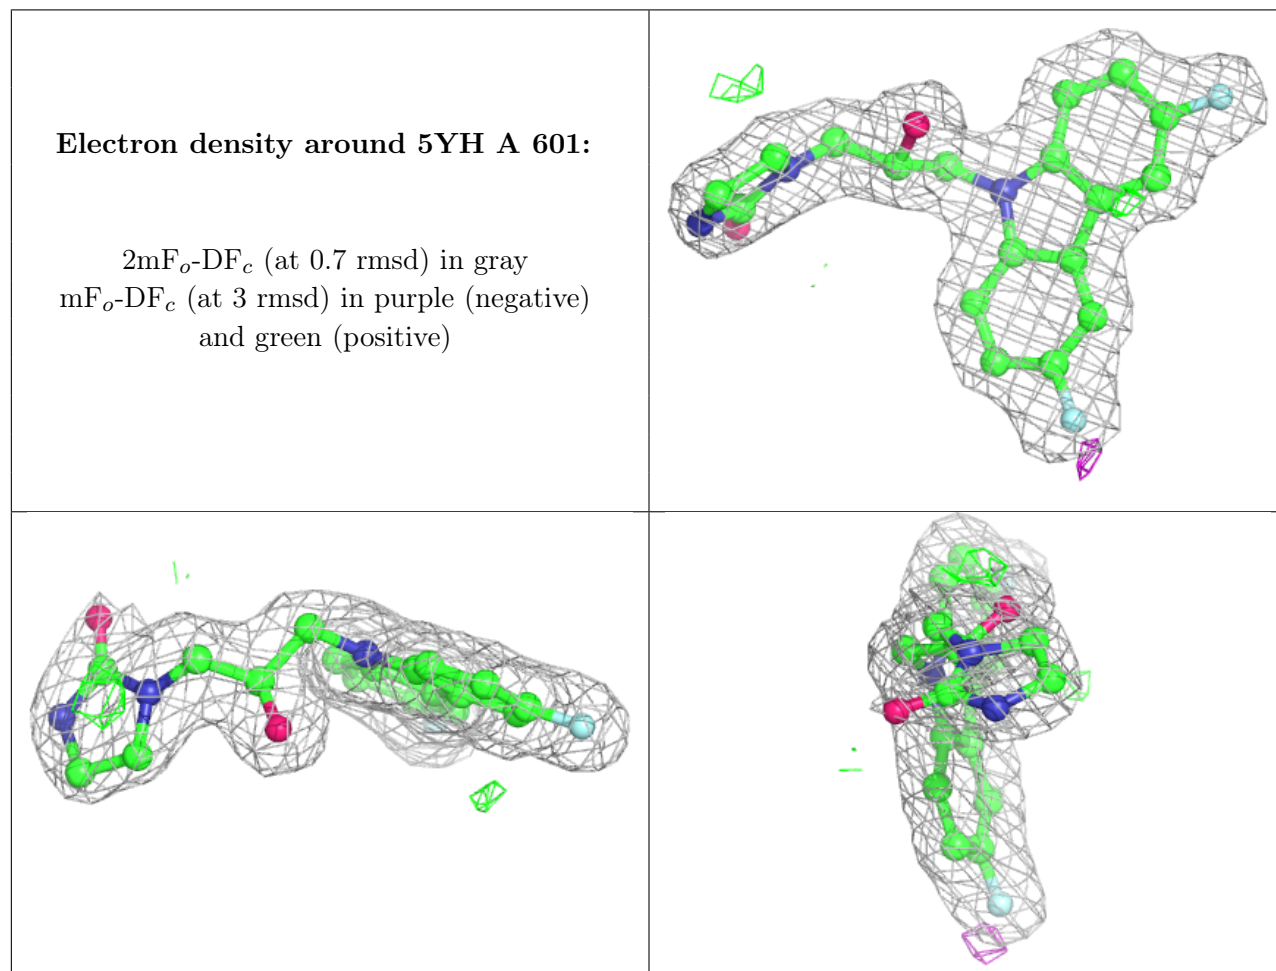 Electron density around 5YH A 601:
2mFₒ-DF𝒸 (at 0.7 rmsd) in gray
mFₒ-DF𝒸 (at 3 rmsd) in purple (negative)
and green (positive)